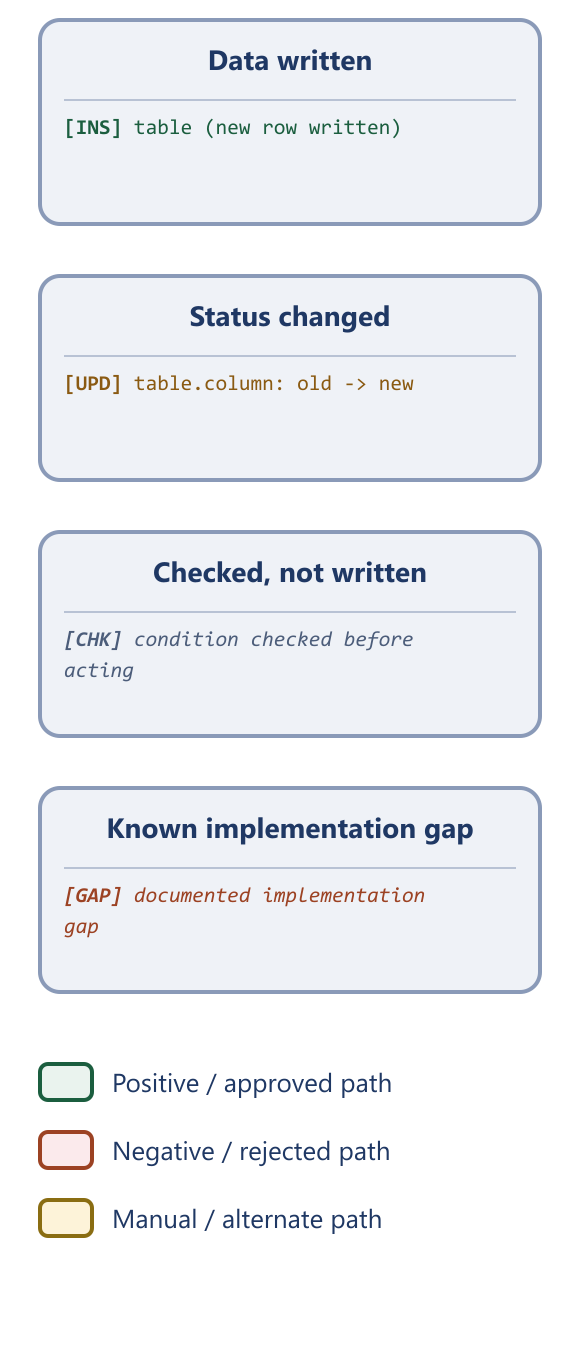 Data written
[INS] table (new row written)
Status changed
[UPD] table.column: old -> new
Checked, not written
[CHK] condition checked before
acting
Known implementation gap
[GAP] documented implementation
gap
Positive / approved path
Negative / rejected path
Manual / alternate path